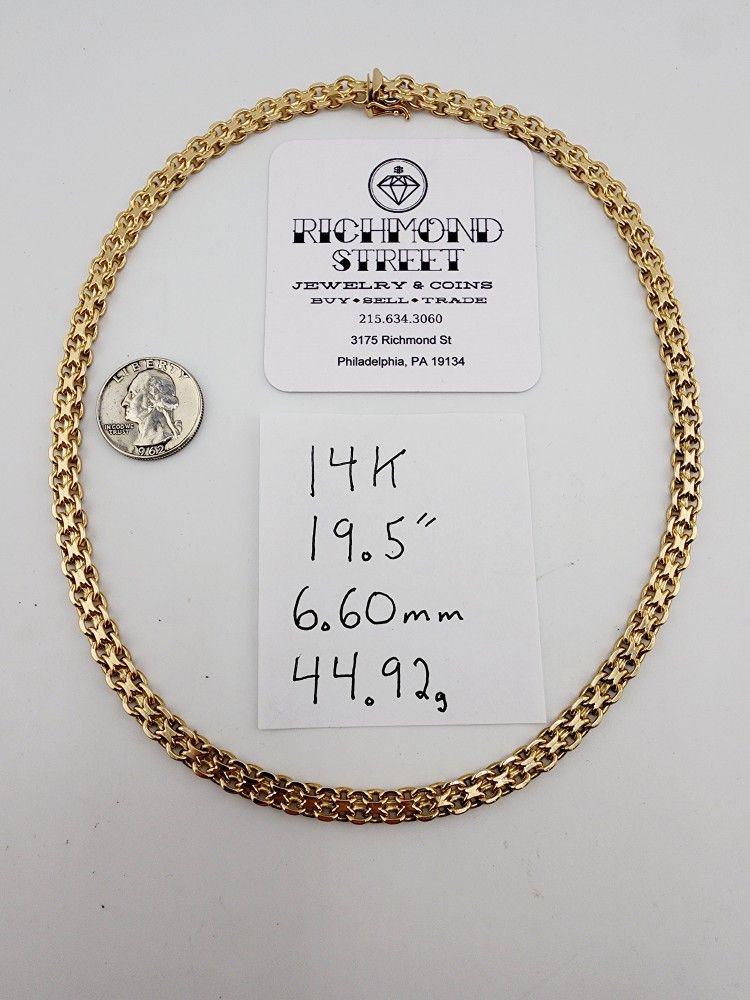 RICHMOND
STREET
JEWELRY & COINS
BUY • SELL • TRADE
215.634.3060
3175 Richmond St
Philadelphia, PA 19134
LIBERTY
IN GOD WE
TRUST
1962
14K
19.5"
6.60mm
44.92g